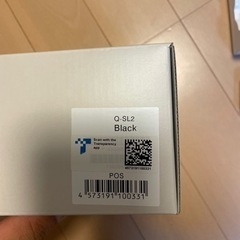 Q-SL2
Black
Scan with the
Transparency
app
POS
4 573191 100331